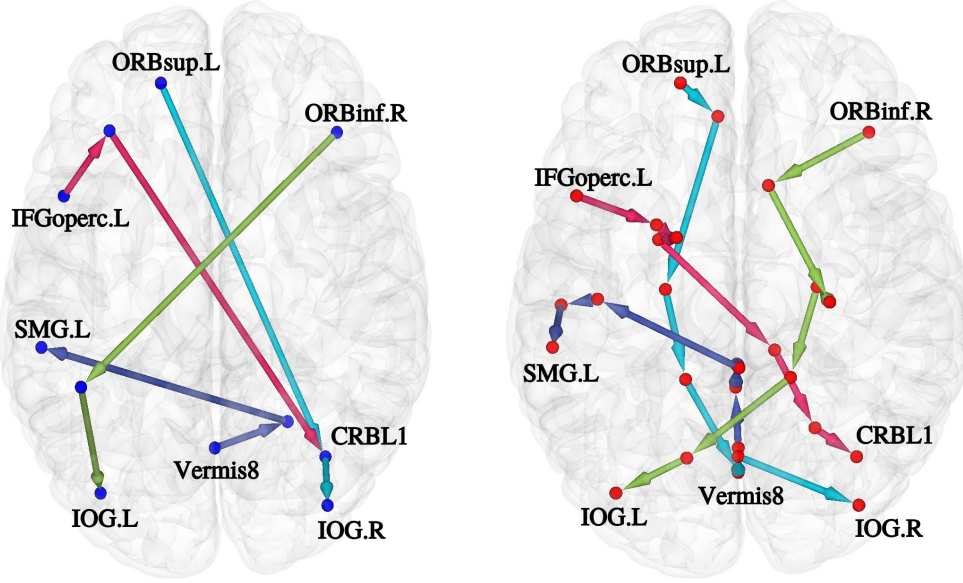 ORBsup.L
ORBinf.R
IFGoperc.L
SMG.L
CRBL1
Vermis8
IOG.L
IOG.R
ORBsup.L
ORBinf.R
IFGoperc.L
SMG.L
CRBL1
Vermis8
IOG.L
IOG.R